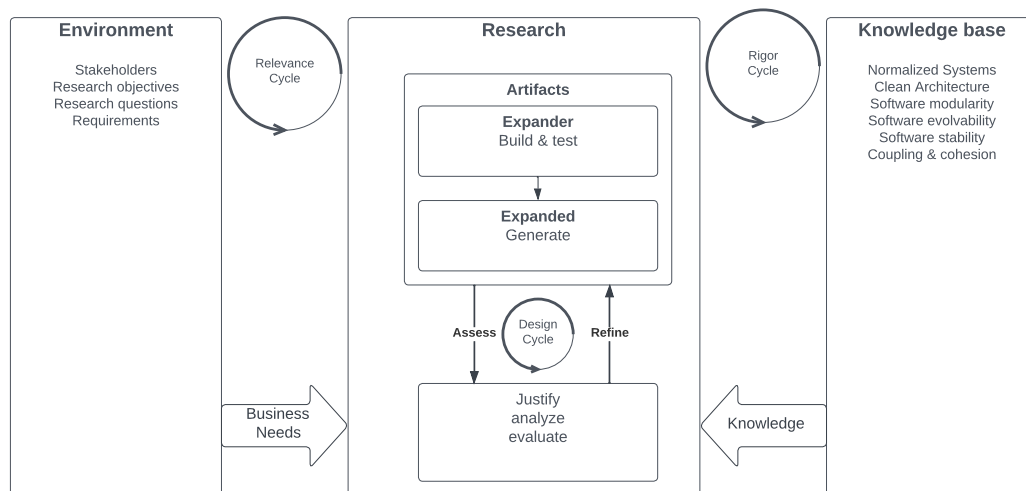 Environment
Stakeholders
Research objectives
Research questions
Requirements
Relevance
Cycle
Research
Artifacts
Expander
Build & test
Expanded
Generate
Assess
Design
Cycle
Refine
Justify
analyze
evaluate
Rigor
Cycle
Knowledge base
Normalized Systems
Clean Architecture
Software modularity
Software evolvability
Software stability
Coupling & cohesion
Business
Needs
Knowledge